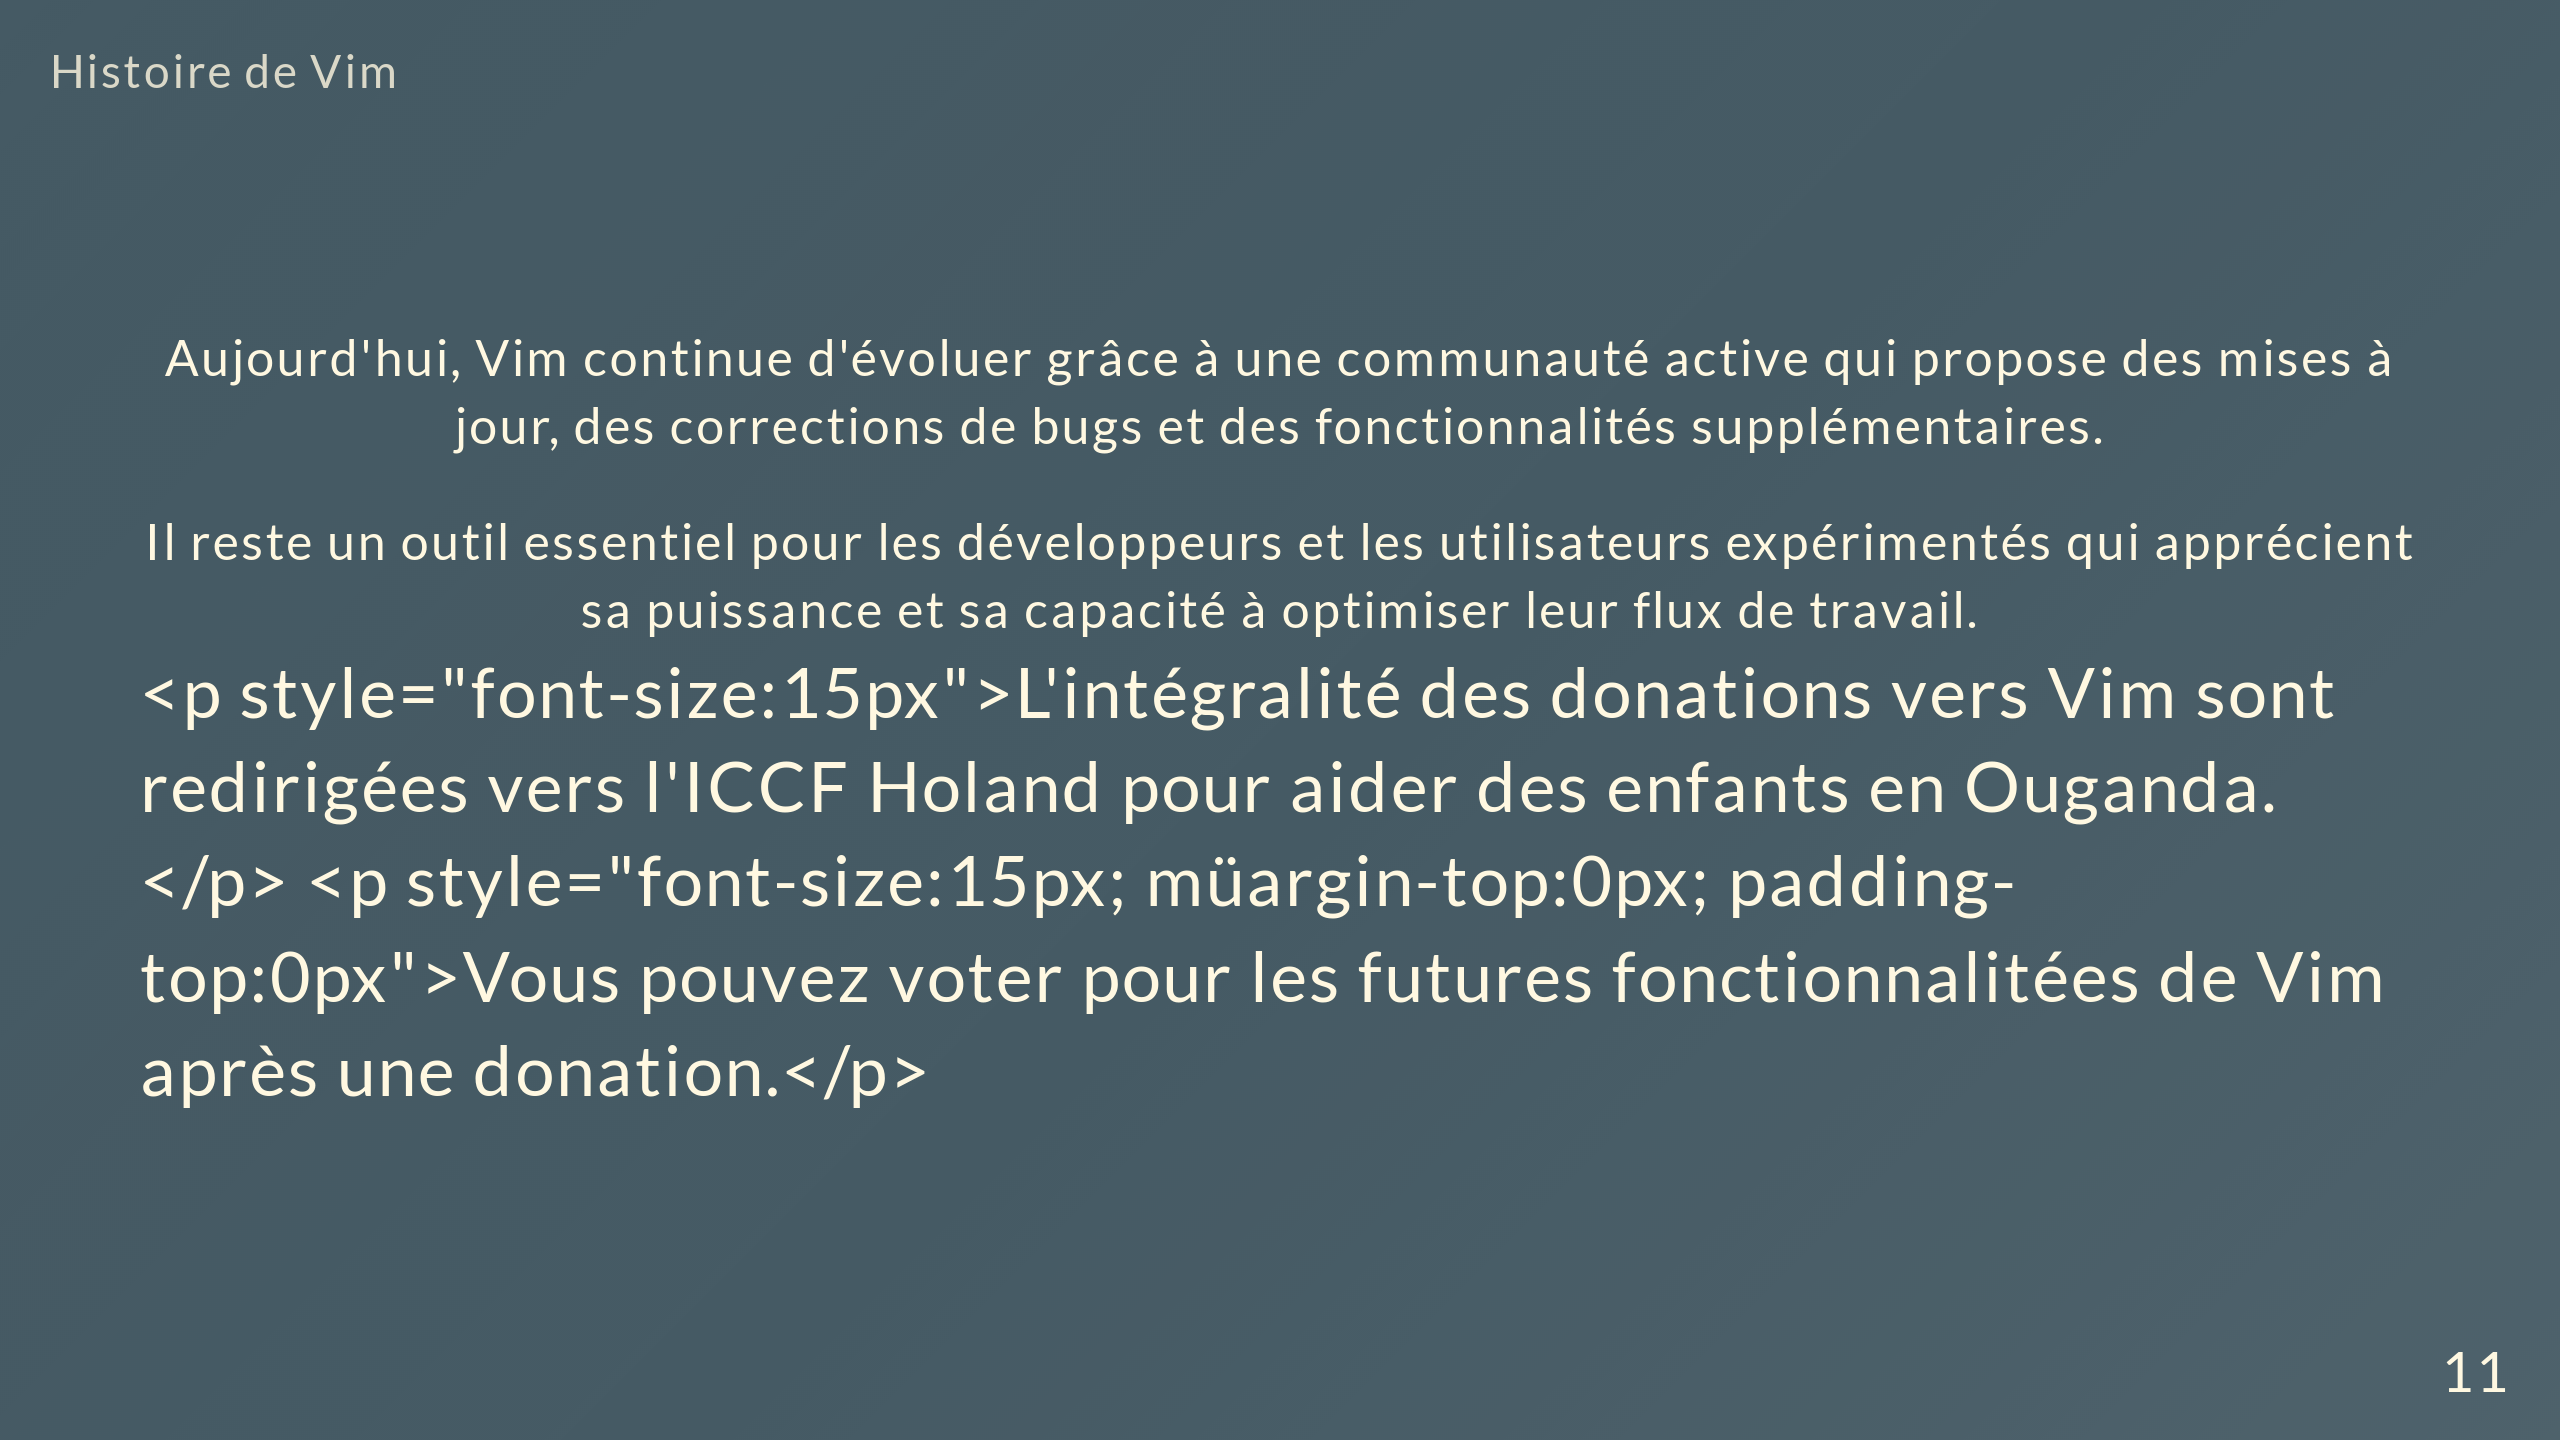 Histoire de Vim
Aujourd'hui, Vim continue d'évoluer grâce à une communauté active qui propose des mises à
jour, des corrections de bugs et des fonctionnalités supplémentaires.
Il reste un outil essentiel pour les développeurs et les utilisateurs expérimentés qui apprécient
sa puissance et sa capacité à optimiser leur flux de travail.
<p style="font-size:15px">L'intégralité des donations vers Vim sont
redirigées vers l'ICCF Holand pour aider des enfants en Ouganda.
</p> <p style="font-size:15px; müargin-top:0px; padding-
top:0px">Vous pouvez voter pour les futures fonctionnalitées de Vim
après une donation.</p>
11